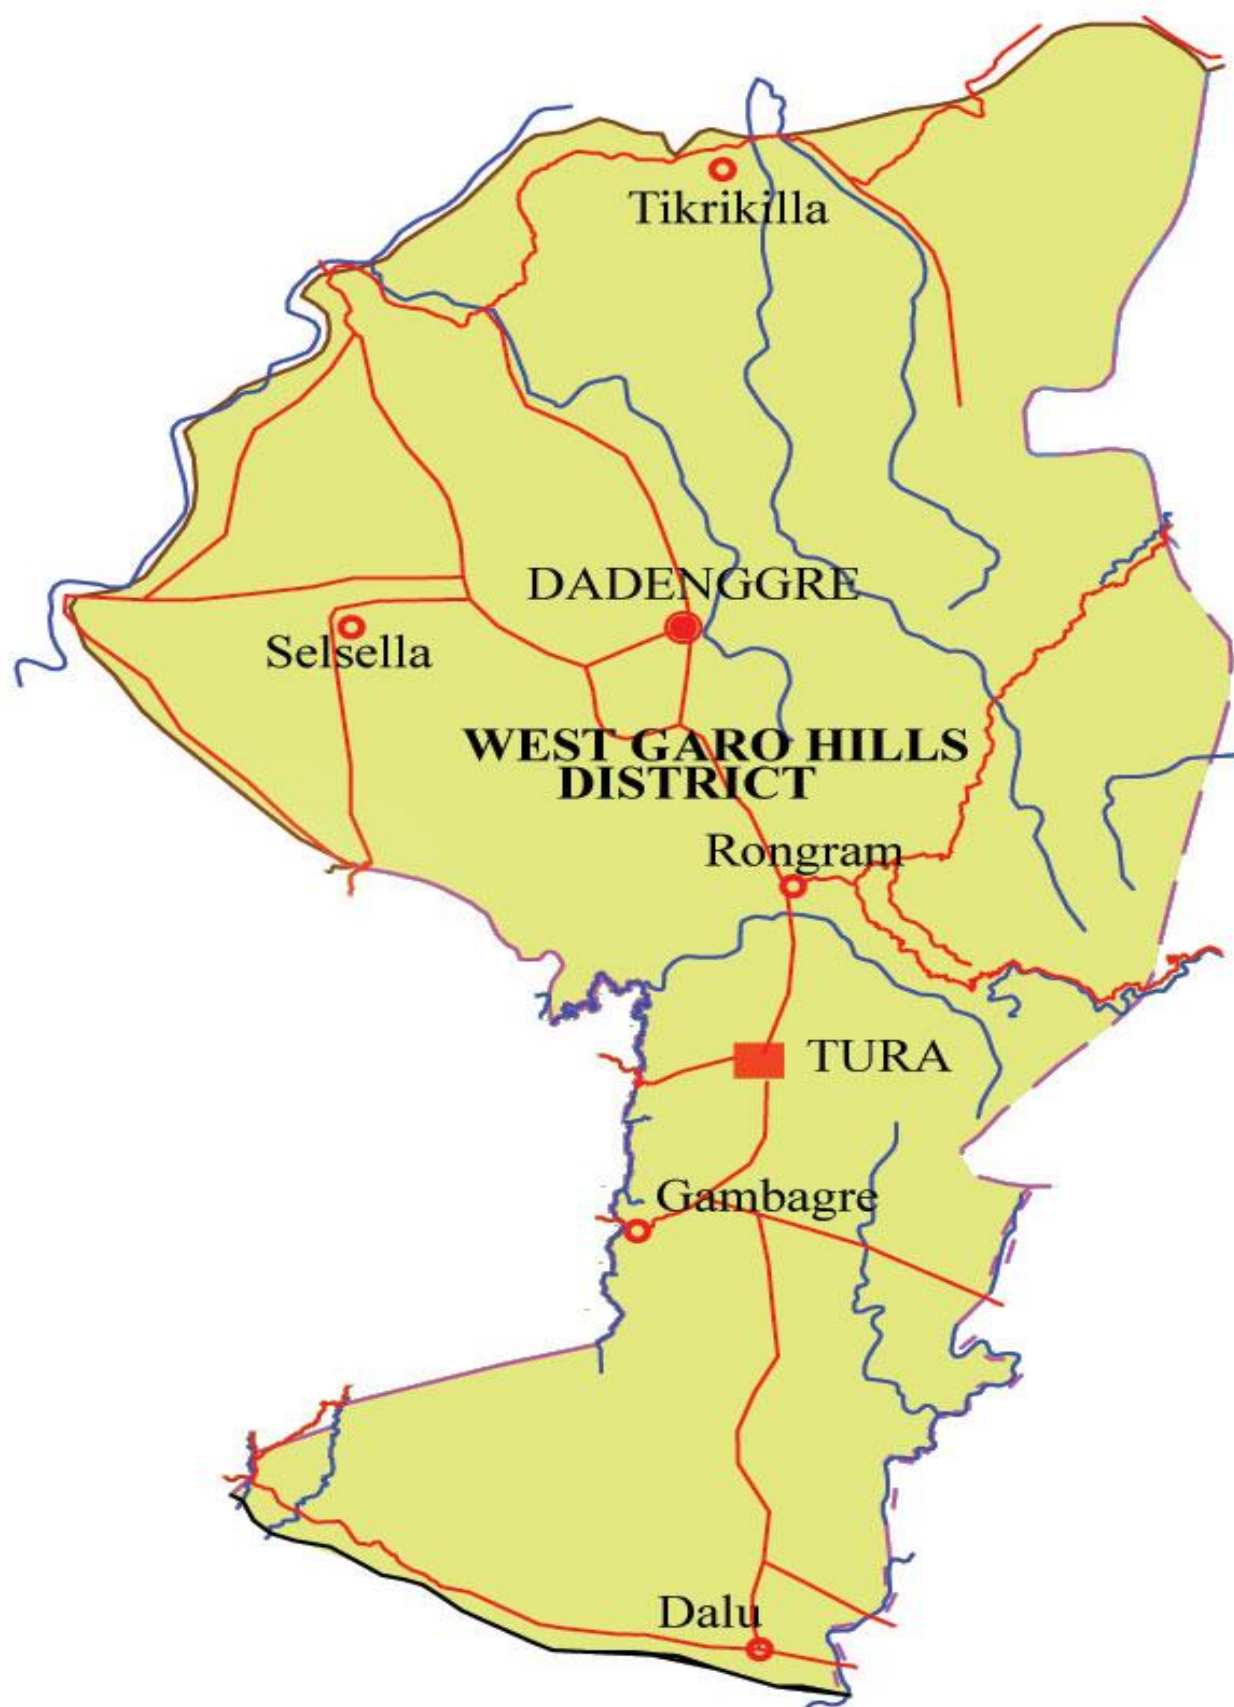 Tikrikilla
DADENGGRE
Selsella
WEST GARO HILLS
DISTRICT
Rongram
TURA
Gambagre
Dalu